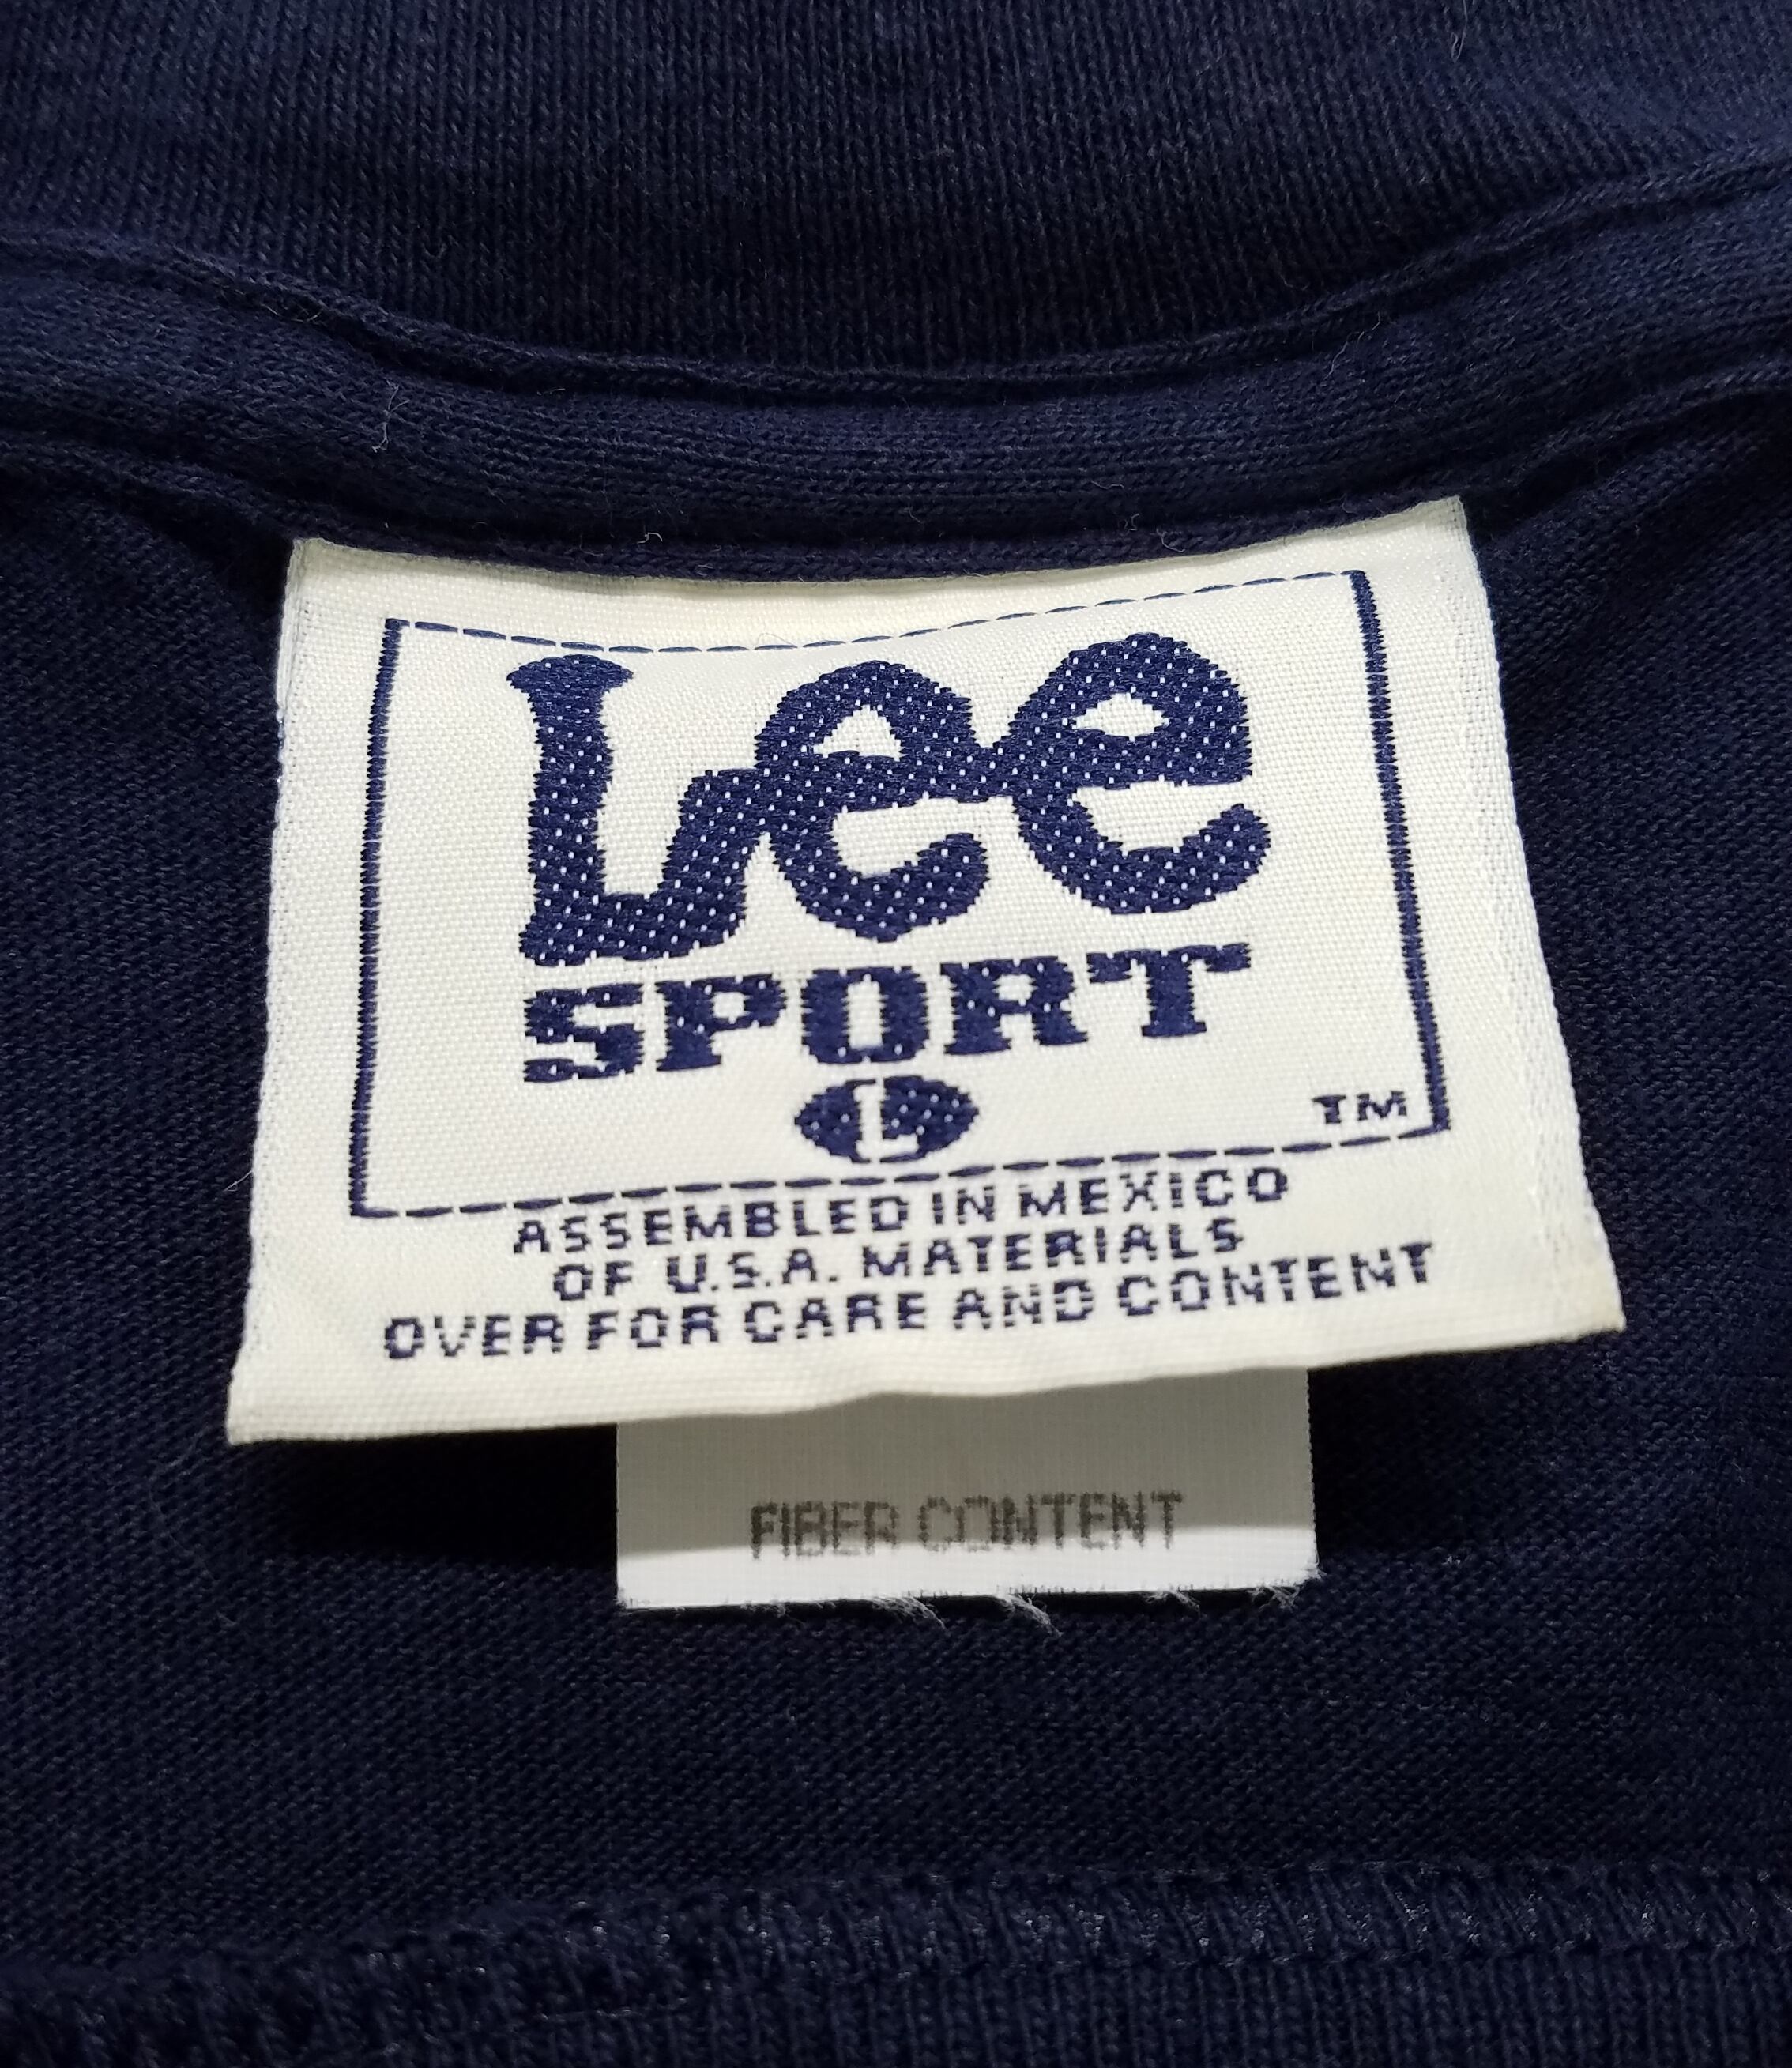 Lee
SPORT
L
TM
ASSEMBLED IN MEXICO
OF U.S.A. MATERIALS
OVER FOR CARE AND CONTENT
FIBER CONTENT